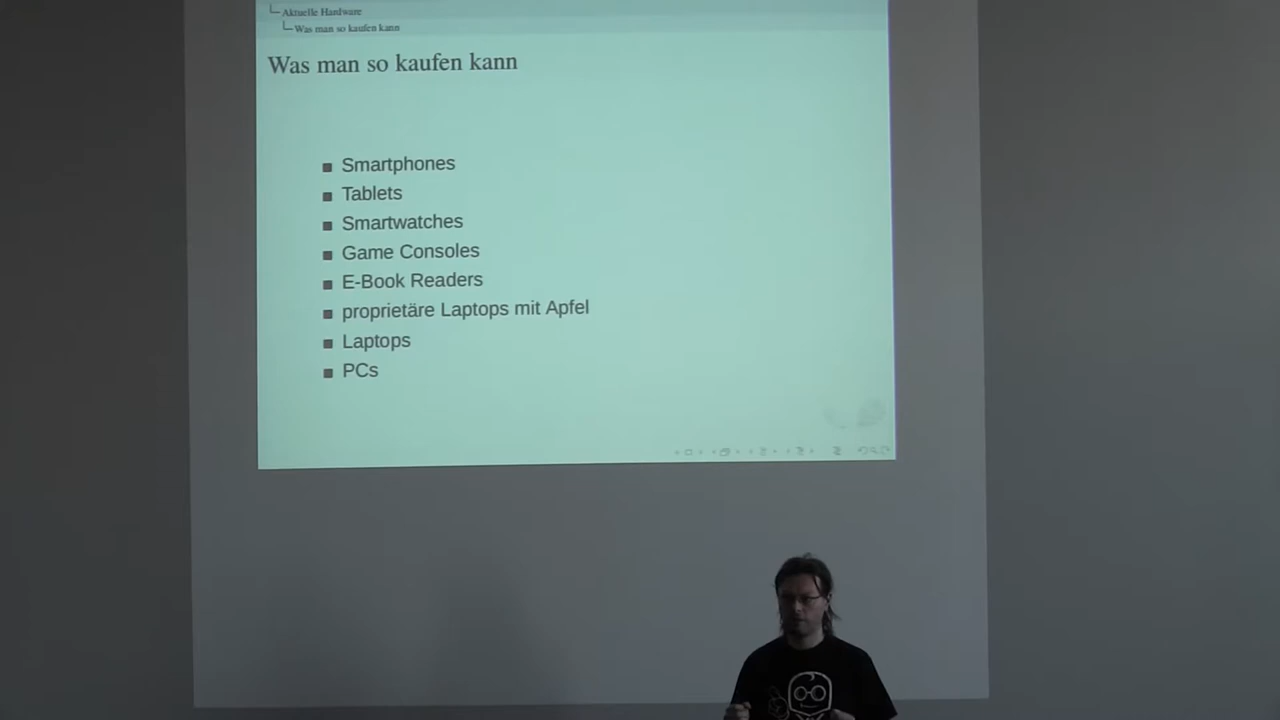 Aktuelle Hardware
Was man so kaufen kann
Was man so kaufen kann
Smartphones
Tablets
Smartwatches
Game Consoles
E-Book Readers
proprietäre Laptops mit Apfel
Laptops
PCs